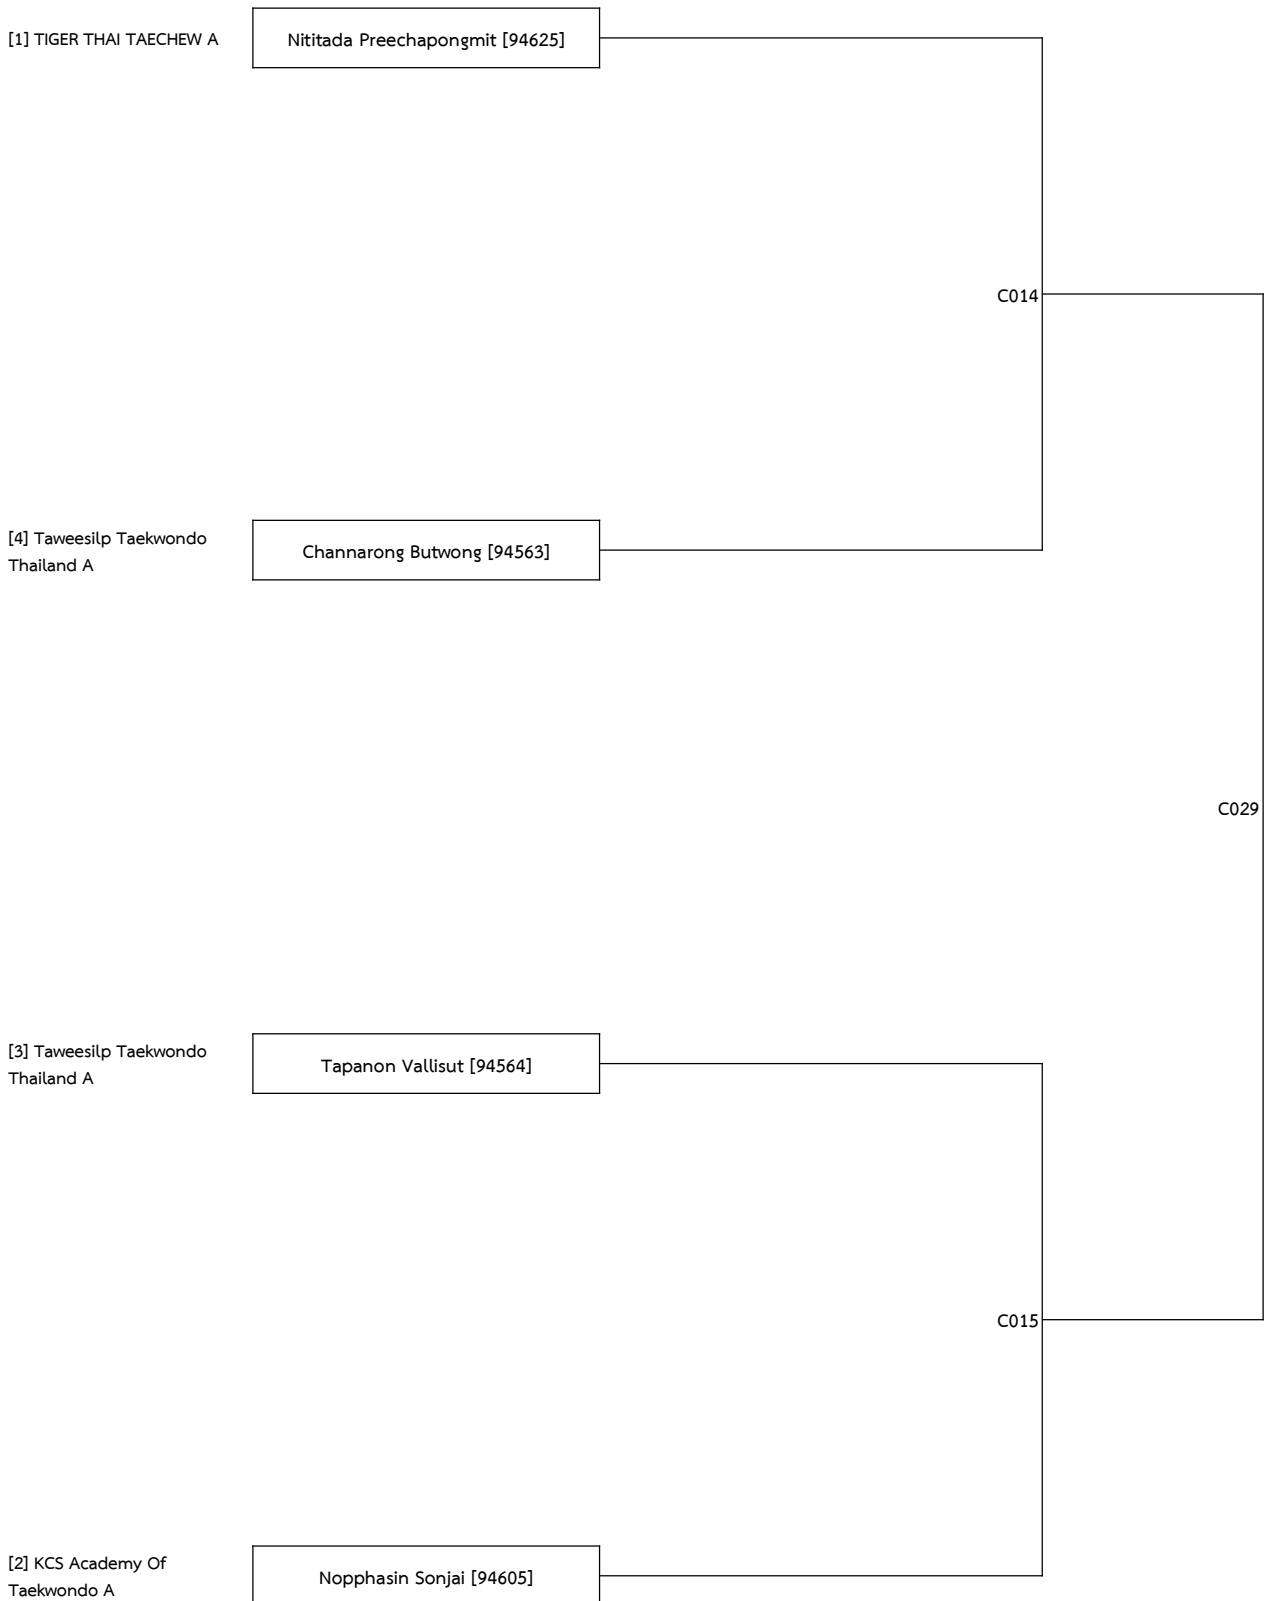 [1] TIGER THAI TAECHEW A
Nititada Preechapongmit [94625]
C014
[4] Taweesilp Taekwondo
Thailand A
Channarong Butwong [94563]
C029
[3] Taweesilp Taekwondo
Thailand A
Tapanon Vallisut [94564]
C015
[2] KCS Academy Of
Taekwondo A
Nopphasin Sonjai [94605]